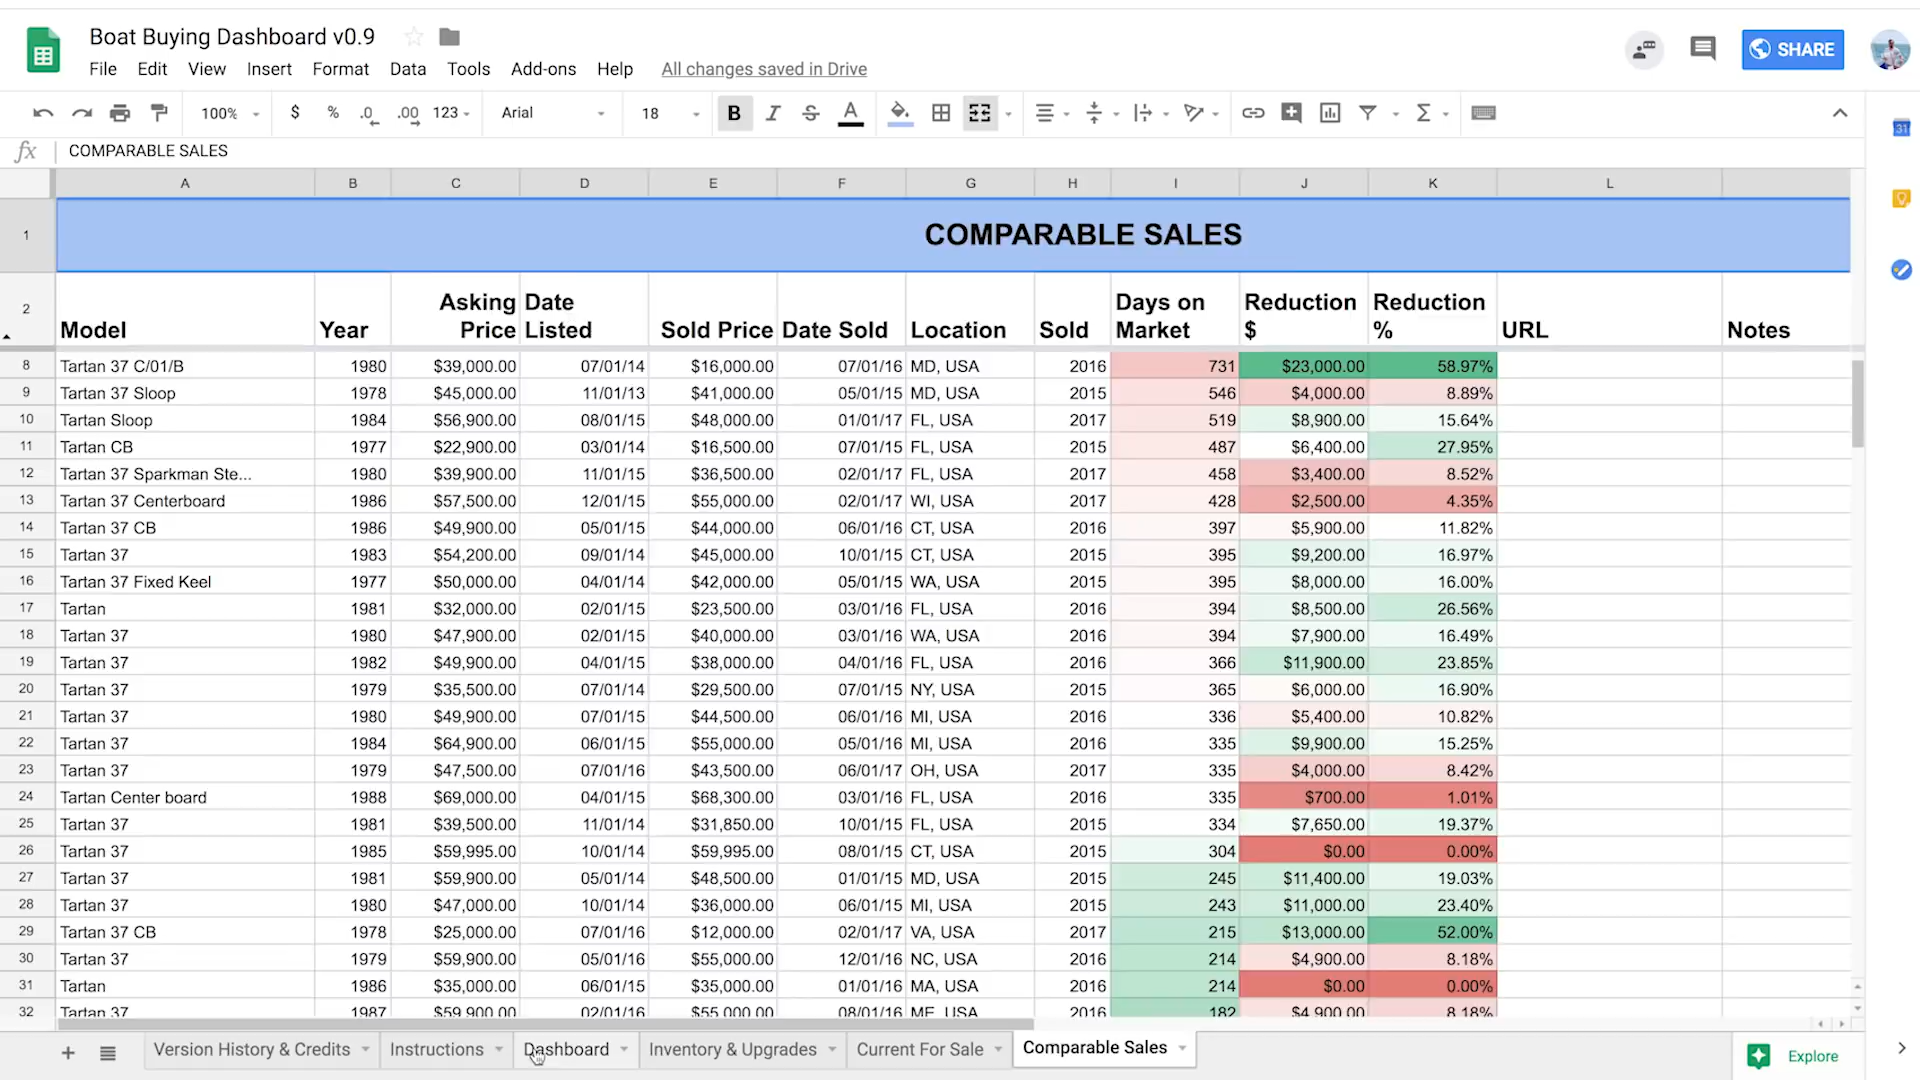 Boat Buying Dashboard v0.9
File Edit View Insert Format Data Tools Add-ons Help All changes saved in Drive
SHARE
100% $ % .0 .00 123 Arial 18 B I S A
fx COMPARABLE SALES
A B C D E F G H I J K L
1 COMPARABLE SALES
2 Model Year Asking Price Date Listed Sold Price Date Sold Location Sold Days on Market Reduction $ Reduction % URL Notes
8 Tartan 37 C/01/B 1980 $39,000.00 07/01/14 $16,000.00 07/01/16 MD, USA 2016 731 $23,000.00 58.97%
9 Tartan 37 Sloop 1978 $45,000.00 11/01/13 $41,000.00 05/01/15 MD, USA 2015 546 $4,000.00 8.89%
10 Tartan Sloop 1984 $56,900.00 08/01/15 $48,000.00 01/01/17 FL, USA 2017 519 $8,900.00 15.64%
11 Tartan CB 1977 $22,900.00 03/01/14 $16,500.00 07/01/15 FL, USA 2015 487 $6,400.00 27.95%
12 Tartan 37 Sparkman Ste... 1980 $39,900.00 11/01/15 $36,500.00 02/01/17 FL, USA 2017 458 $3,400.00 8.52%
13 Tartan 37 Centerboard 1986 $57,500.00 12/01/15 $55,000.00 02/01/17 WI, USA 2017 428 $2,500.00 4.35%
14 Tartan 37 CB 1986 $49,900.00 05/01/15 $44,000.00 06/01/16 CT, USA 2016 397 $5,900.00 11.82%
15 Tartan 37 1983 $54,200.00 09/01/14 $45,000.00 10/01/15 CT, USA 2015 395 $9,200.00 16.97%
16 Tartan 37 Fixed Keel 1977 $50,000.00 04/01/14 $42,000.00 05/01/15 WA, USA 2015 395 $8,000.00 16.00%
17 Tartan 1981 $32,000.00 02/01/15 $23,500.00 03/01/16 FL, USA 2016 394 $8,500.00 26.56%
18 Tartan 37 1980 $47,900.00 02/01/15 $40,000.00 03/01/16 WA, USA 2016 394 $7,900.00 16.49%
19 Tartan 37 1982 $49,900.00 04/01/15 $38,000.00 04/01/16 FL, USA 2016 366 $11,900.00 23.85%
20 Tartan 37 1979 $35,500.00 07/01/14 $29,500.00 07/01/15 NY, USA 2015 365 $6,000.00 16.90%
21 Tartan 37 1980 $49,900.00 07/01/15 $44,500.00 06/01/16 MI, USA 2016 336 $5,400.00 10.82%
22 Tartan 37 1984 $64,900.00 06/01/15 $55,000.00 05/01/16 MI, USA 2016 335 $9,900.00 15.25%
23 Tartan 37 1979 $47,500.00 07/01/16 $43,500.00 06/01/17 OH, USA 2017 335 $4,000.00 8.42%
24 Tartan Center board 1988 $69,000.00 04/01/15 $68,300.00 03/01/16 FL, USA 2016 335 $700.00 1.01%
25 Tartan 37 1981 $39,500.00 11/01/14 $31,850.00 10/01/15 FL, USA 2015 334 $7,650.00 19.37%
26 Tartan 37 1985 $59,995.00 10/01/14 $59,995.00 08/01/15 CT, USA 2015 304 $0.00 0.00%
27 Tartan 37 1981 $59,900.00 05/01/14 $48,500.00 01/01/15 MD, USA 2015 245 $11,400.00 19.03%
28 Tartan 37 1980 $47,000.00 10/01/14 $36,000.00 06/01/15 MI, USA 2015 243 $11,000.00 23.40%
29 Tartan 37 CB 1978 $25,000.00 07/01/16 $12,000.00 02/01/17 VA, USA 2017 215 $13,000.00 52.00%
30 Tartan 37 1979 $59,900.00 05/01/16 $55,000.00 12/01/16 NC, USA 2016 214 $4,900.00 8.18%
31 Tartan 1986 $35,000.00 06/01/15 $35,000.00 01/01/16 MA, USA 2016 214 $0.00 0.00%
32 Tartan 37 1987 $59,900.00 02/01/16 $55,000.00 08/01/16 ME, USA 2016 182 $4,900.00 8.18%
Version History & Credits Instructions Dashboard Inventory & Upgrades Current For Sale Comparable Sales Explore